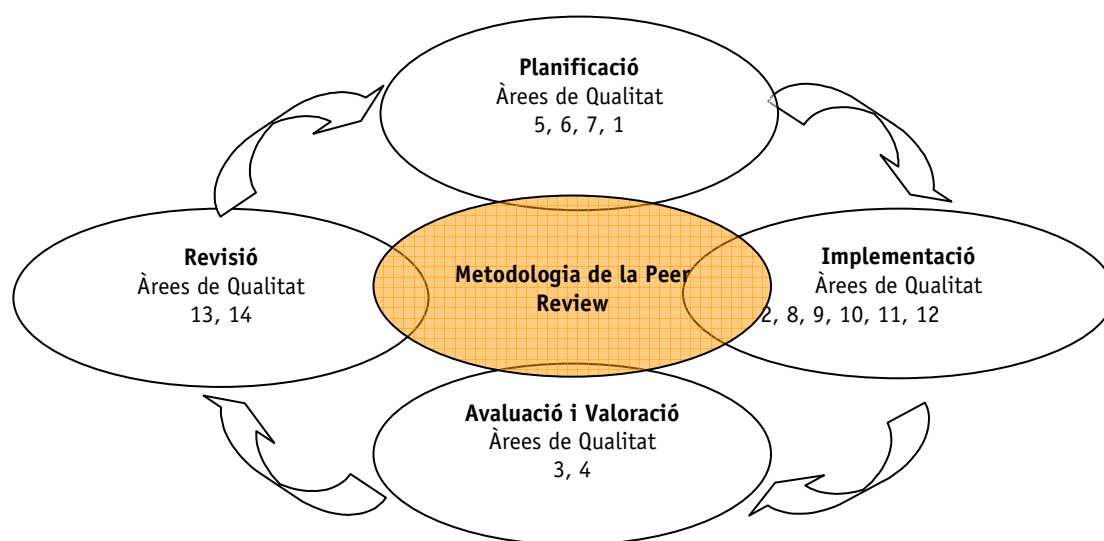 Planificació
Àrees de Qualitat
5, 6, 7, 1
Revisió
Àrees de Qualitat
13, 14
Metodologia de la Peer
Review
Implementació
Àrees de Qualitat
2, 8, 9, 10, 11, 12
Avaluació i Valoració
Àrees de Qualitat
3, 4